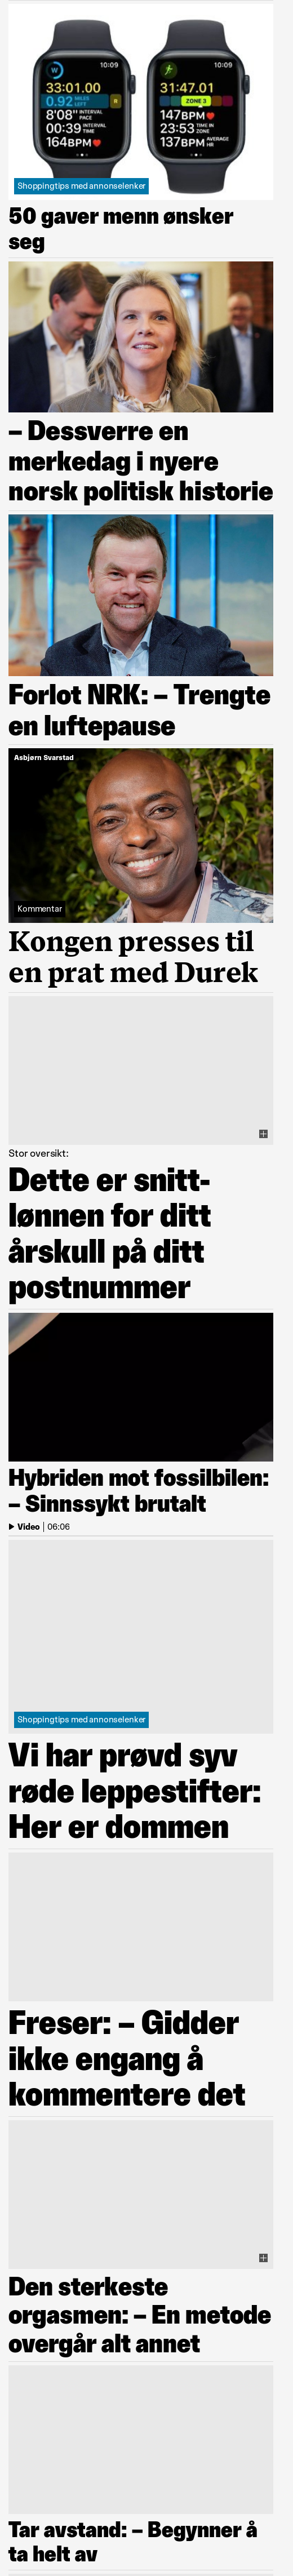 10:09
33:01.00
0.92 MILES LEFT
R
8'08" INTERVAL PACE
00:39 INTERVAL TIME
164BPM
10:09
31:47.01
ZONE 3
147BPM
23:53 TIME IN ZONE
137BPM AVERAGE HR
Shoppingtips med annonselenker
50 gaver menn ønsker
seg
– Dessverre en
merkedag i nyere
norsk politisk historie
Forlot NRK: – Trengte
en luftepause
Asbjørn Svarstad
Kommentar
Kongen presses til
en prat med Durek
Stor oversikt:
Dette er snitt-
lønnen for ditt
årskull på ditt
postnummer
Hybriden mot fossilbilen:
– Sinnssykt brutalt
Video | 06:06
Shoppingtips med annonselenker
Vi har prøvd syv
røde leppestifter:
Her er dommen
Freser: – Gidder
ikke engang å
kommentere det
Den sterkeste
orgasmen: – En metode
overgår alt annet
Tar avstand: – Begynner å
ta helt av